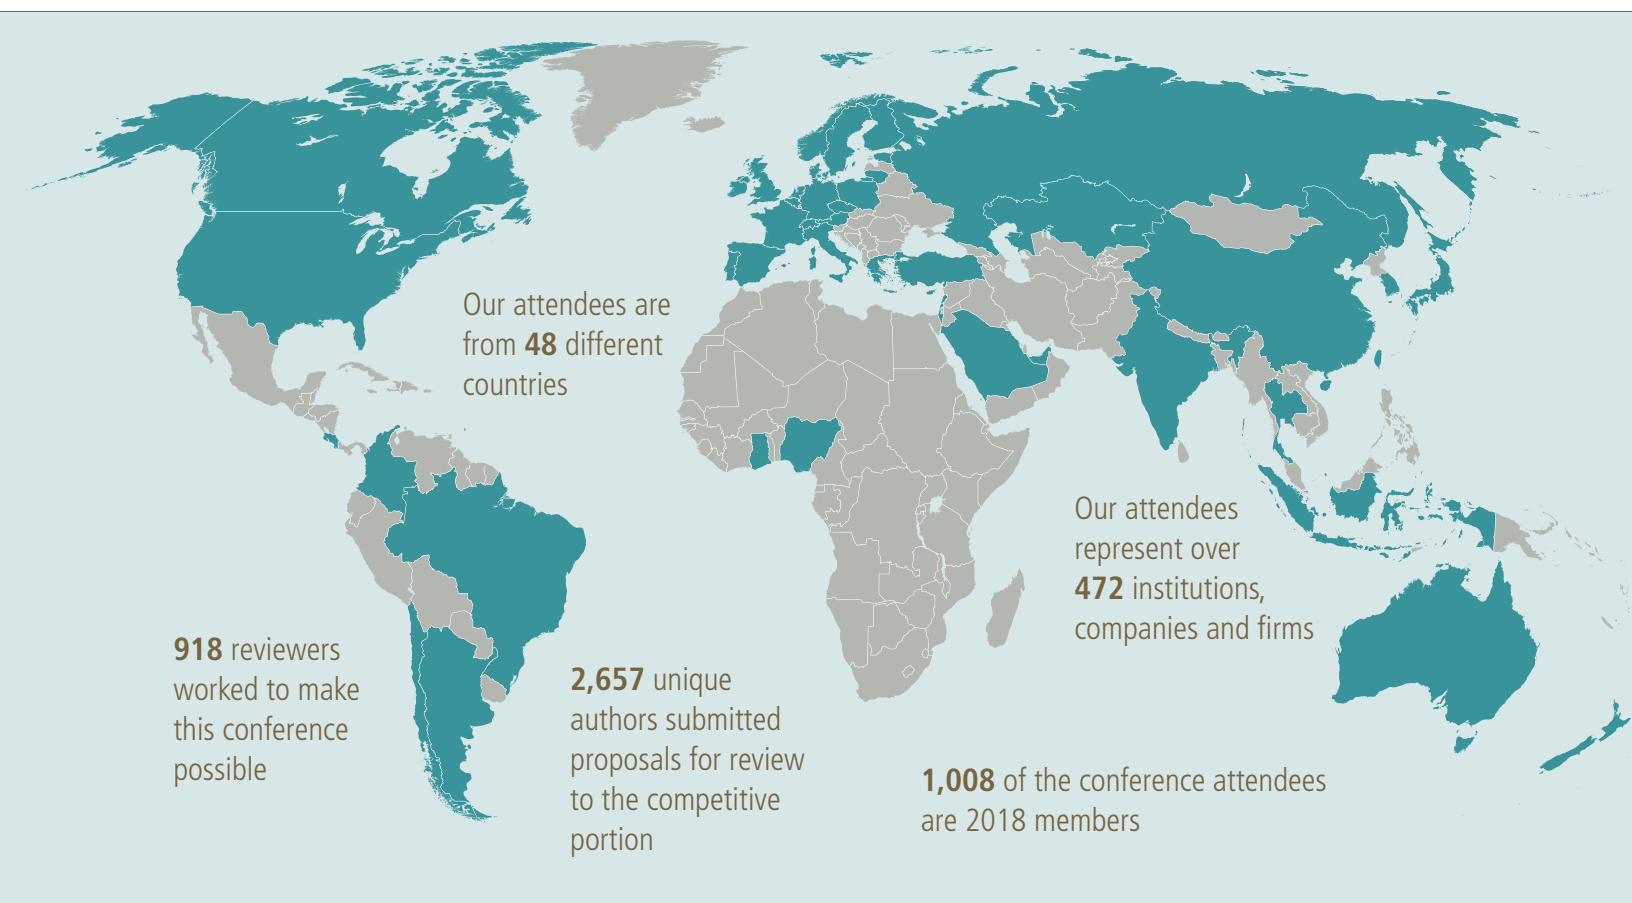 Our attendees are
from 48 different
countries
Our attendees
represent over
472 institutions,
companies and firms
918 reviewers
worked to make
this conference
possible
2,657 unique
authors submitted
proposals for review
to the competitive
portion
1,008 of the conference attendees
are 2018 members